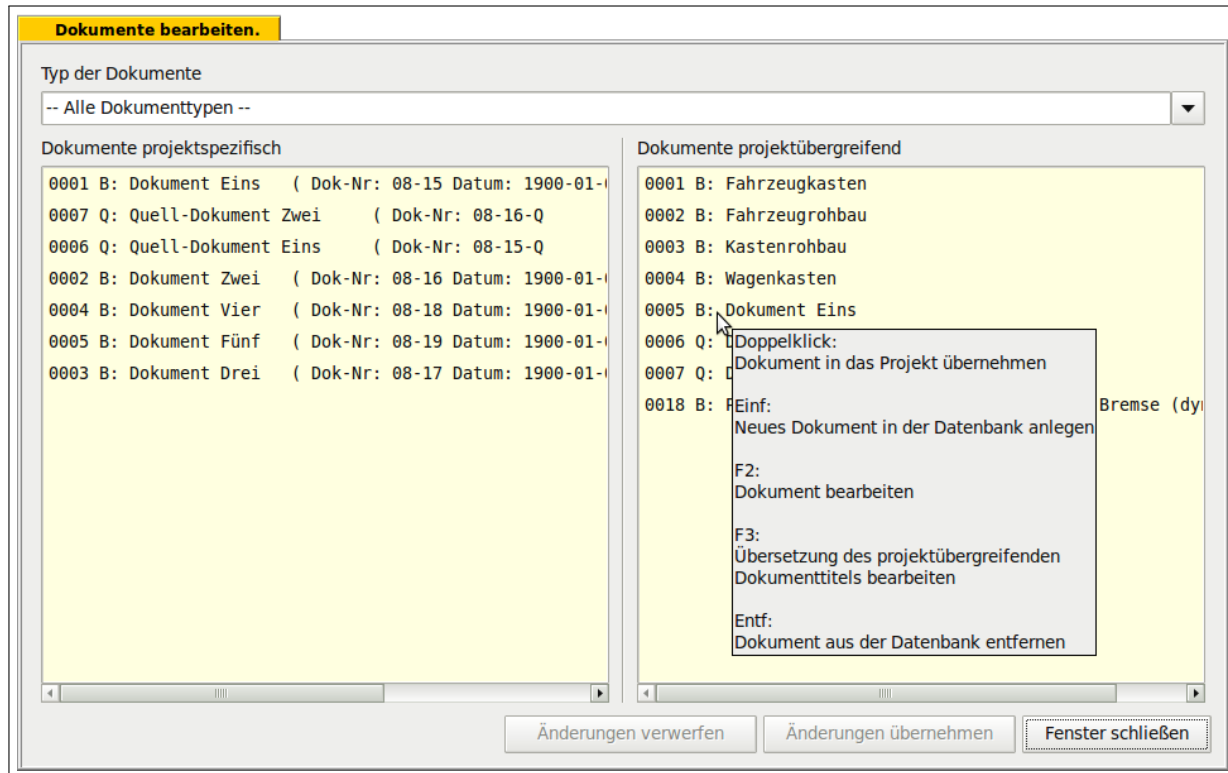 Dokumente bearbeiten.
Typ der Dokumente
-- Alle Dokumenttypen --
Dokumente projektspezifisch
0001 B: Dokument Eins ( Dok-Nr: 08-15 Datum: 1900-01-
0007 Q: Quell-Dokument Zwei ( Dok-Nr: 08-16-Q
0006 Q: Quell-Dokument Eins ( Dok-Nr: 08-15-Q
0002 B: Dokument Zwei ( Dok-Nr: 08-16 Datum: 1900-01-
0004 B: Dokument Vier ( Dok-Nr: 08-18 Datum: 1900-01-
0005 B: Dokument Fünf ( Dok-Nr: 08-19 Datum: 1900-01-
0003 B: Dokument Drei ( Dok-Nr: 08-17 Datum: 1900-01-
Dokumente projektübergreifend
0001 B: Fahrzeugkasten
0002 B: Fahrzeugrohbau
0003 B: Kastenrohbau
0004 B: Wagenkasten
0005 B: Dokument Eins
0006 Q:
0007 Q:
0018 B: Bremse (dy
Doppelklick:
Dokument in das Projekt übernehmen
Einf:
Neues Dokument in der Datenbank anlegen
F2:
Dokument bearbeiten
F3:
Übersetzung des projektübergreifenden
Dokumenttitels bearbeiten
Entf:
Dokument aus der Datenbank entfernen
Änderungen verwerfen
Änderungen übernehmen
Fenster schließen